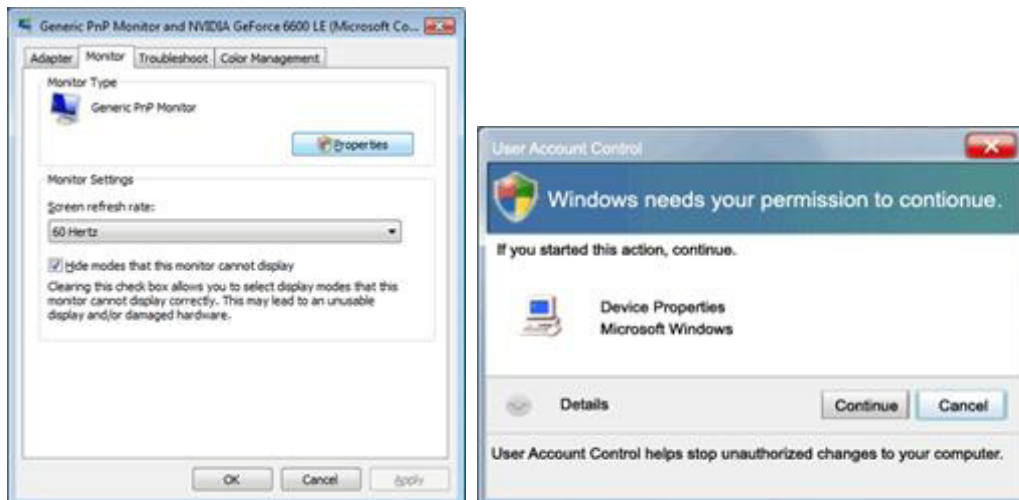 Generic PnP Monitor and NVIDIA GeForce 6600 LE (Microsoft Co...
Adapter Monitor Troubleshoot Color Management
Monitor Type
Generic PnP Monitor
Properties
Monitor Settings
Screen refresh rate:
60 Hertz
Hide modes that this monitor cannot display
Clearing this check box allows you to select display modes that this
monitor cannot display correctly. This may lead to an unusable
display and/or damaged hardware.
OK Cancel Apply
User Account Control
Windows needs your permission to contionue.
If you started this action, continue.
Device Properties
Microsoft Windows
Details Continue Cancel
User Account Control helps stop unauthorized changes to your computer.